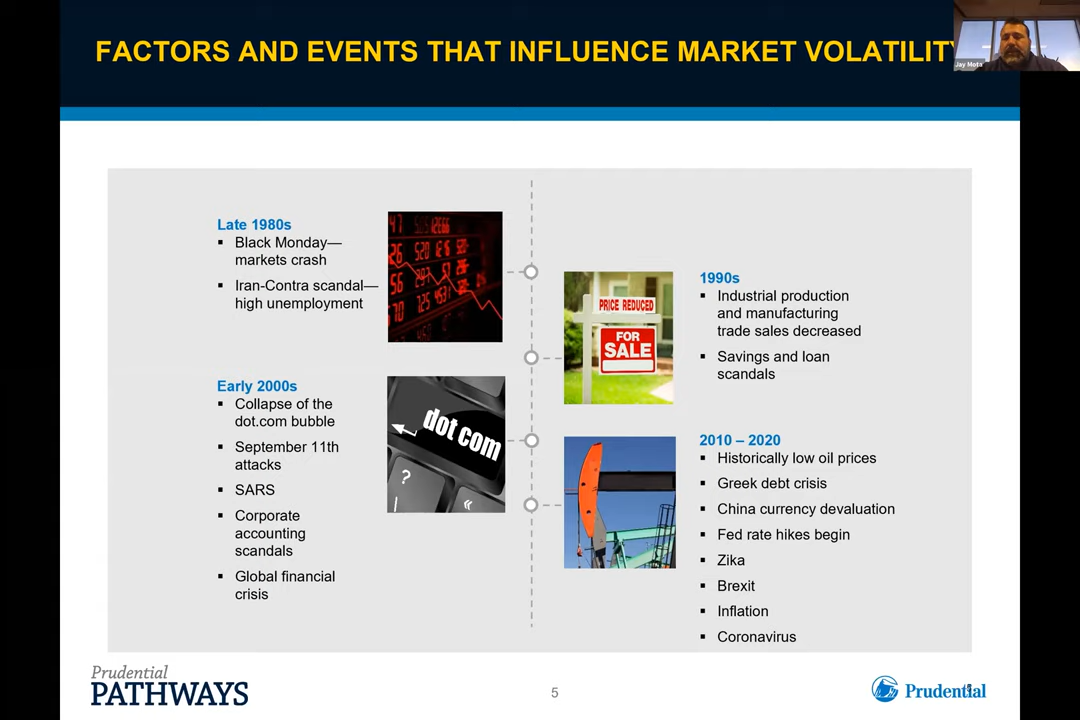 FACTORS AND EVENTS THAT INFLUENCE MARKET VOLATILITY
Jay Mota
Late 1980s
▪ Black Monday—
markets crash
▪ Iran-Contra scandal—
high unemployment
1990s
▪ Industrial production
and manufacturing
trade sales decreased
▪ Savings and loan
scandals
PRICE REDUCED
FOR
SALE
Early 2000s
▪ Collapse of the
dot.com bubble
▪ September 11th
attacks
▪ SARS
▪ Corporate
accounting
scandals
▪ Global financial
crisis
dot com
?
«
2010 – 2020
▪ Historically low oil prices
▪ Greek debt crisis
▪ China currency devaluation
▪ Fed rate hikes begin
▪ Zika
▪ Brexit
▪ Inflation
▪ Coronavirus
Prudential
PATHWAYS
5
Prudential